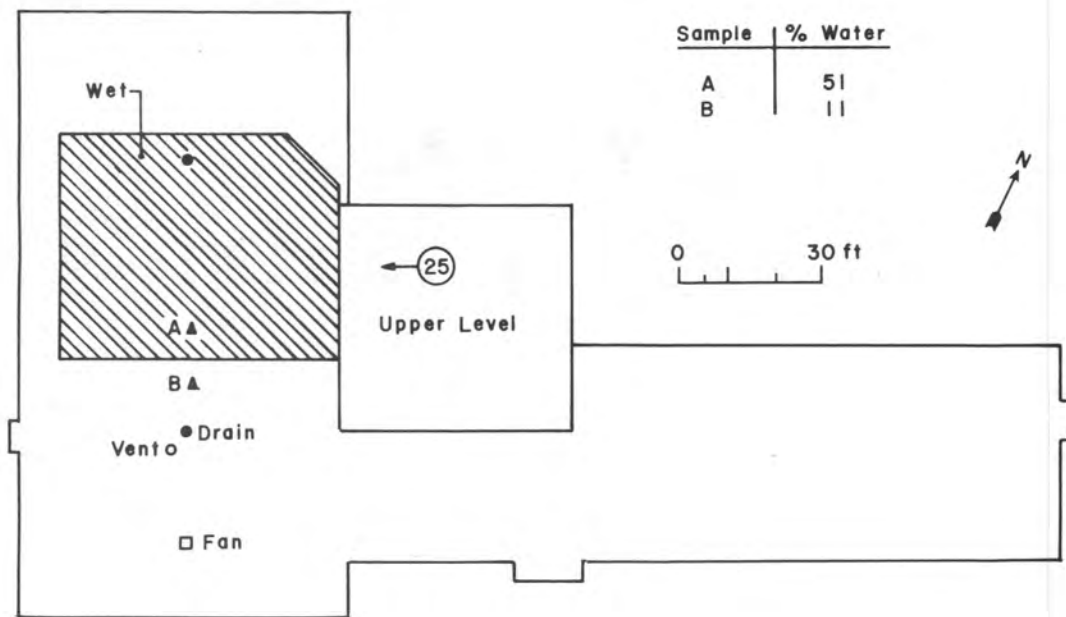 Sample % Water
A 51
B 11
Wet
N
0 30 ft
25
Upper Level
A
B
Drain
Vent
Fan